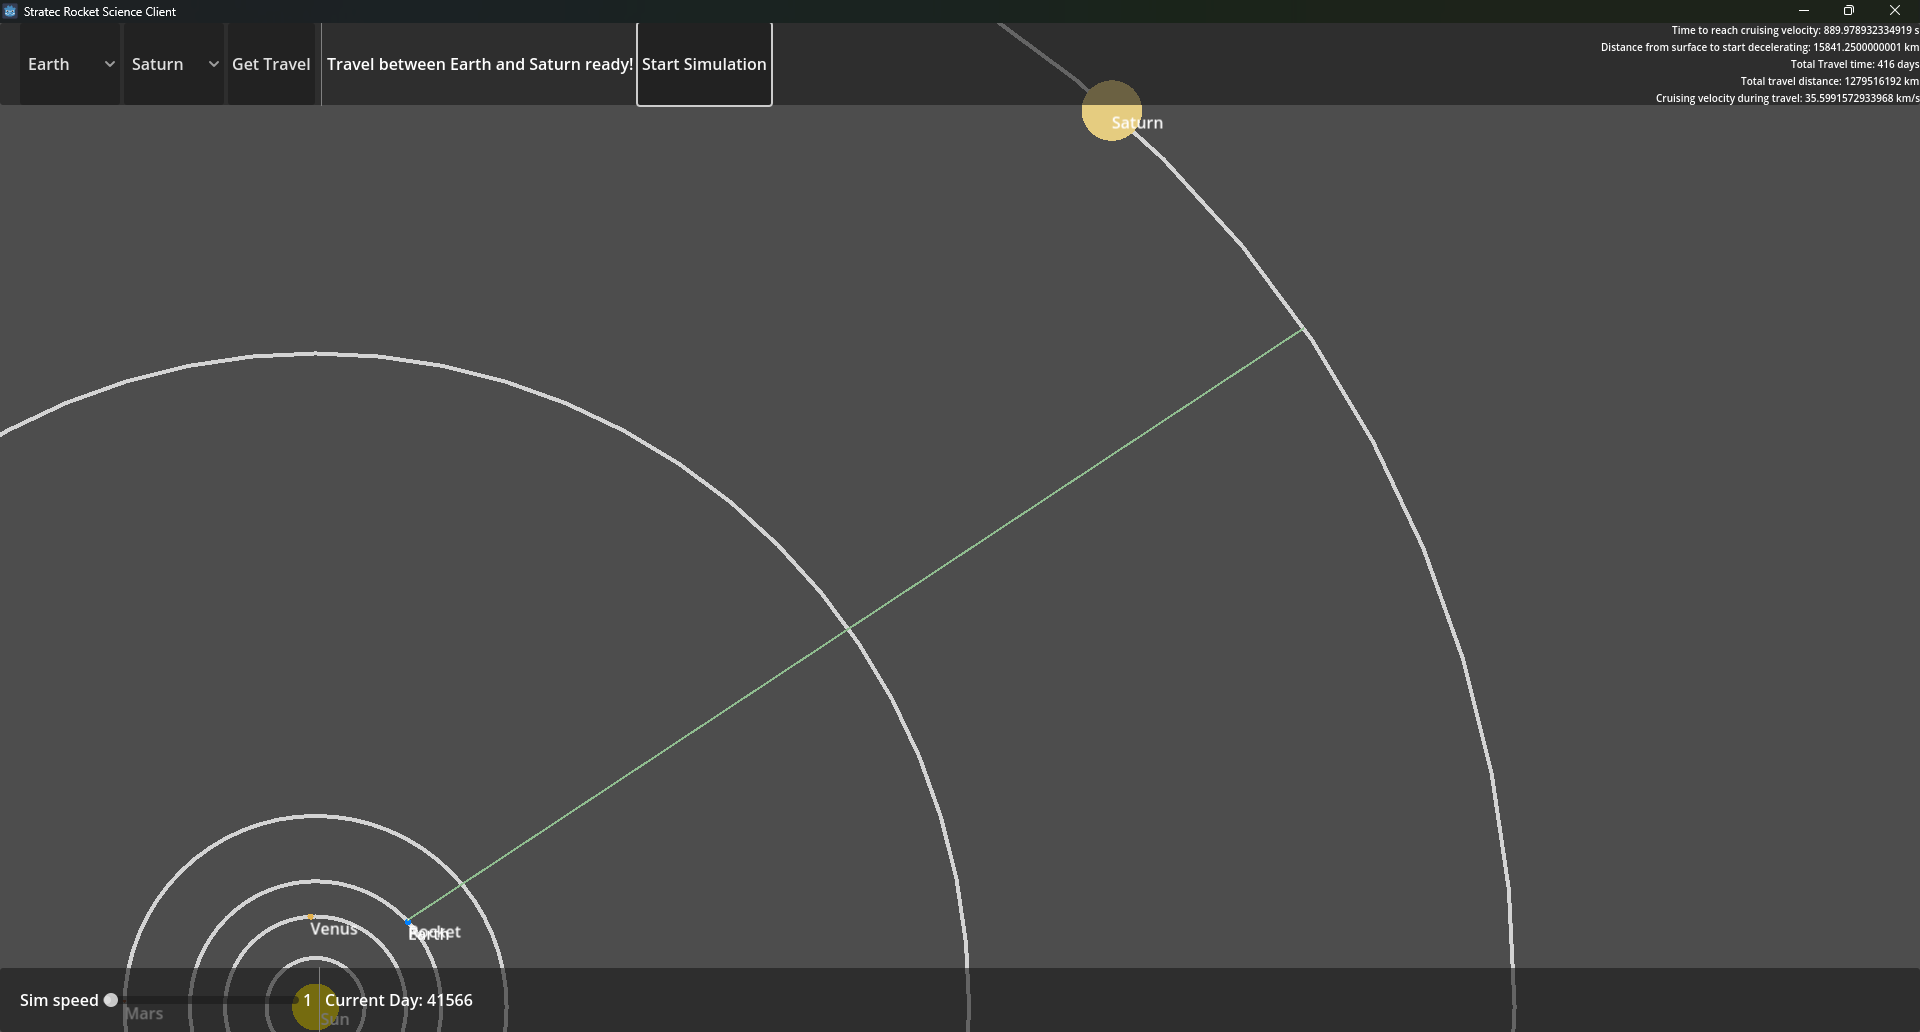 Stratec Rocket Science Client
Earth
Saturn
Get Travel
Travel between Earth and Saturn ready!
Start Simulation
Time to reach cruising velocity: 889.978932334919 s
Distance from surface to start decelerating: 15841.2500000001 km
Total Travel time: 416 days
Total travel distance: 1279516192 km
Cruising velocity during travel: 35.5991572933968 km/s
Saturn
Venus
Rocket
Earth
Sim speed
1
Current Day: 41566
Mars
Sun